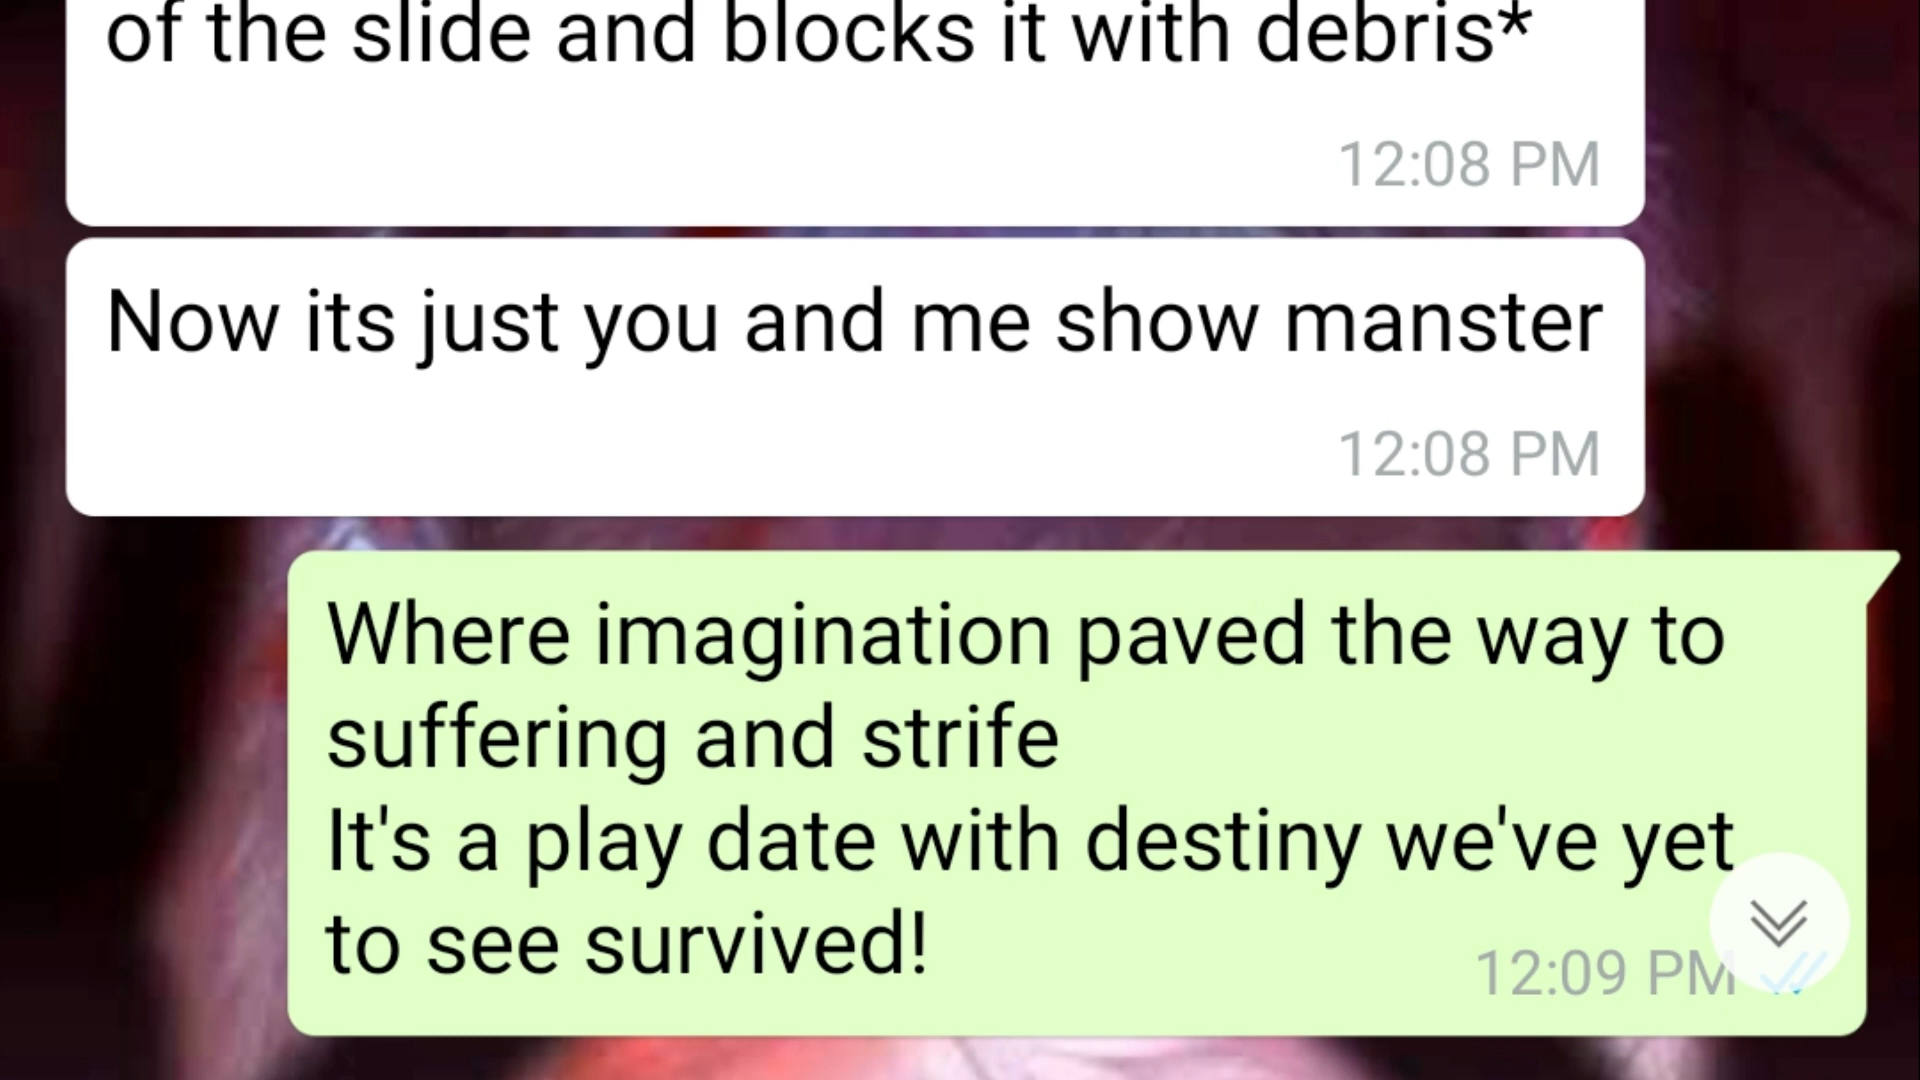 of the slide and blocks it with debris*
12:08 PM
Now its just you and me show manster
12:08 PM
Where imagination paved the way to
suffering and strife
It's a play date with destiny we've yet
to see survived!
12:09 PM